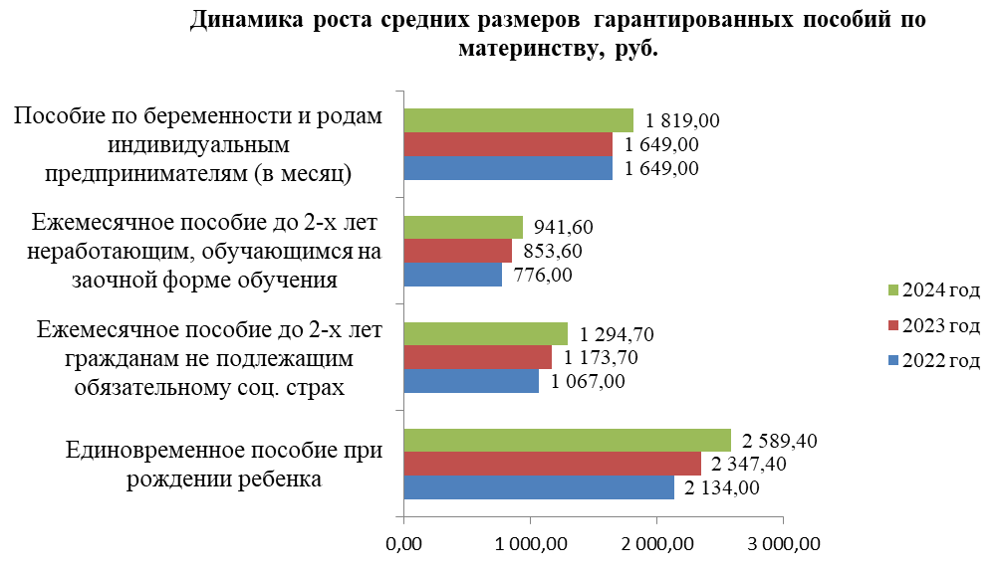 Динамика роста средних размеров гарантированных пособий по
материнству, руб.
Пособие по беременности и родам
индивидуальным
предпринимателям (в месяц)
1 819,00
1 649,00
1 649,00
Ежемесячное пособие до 2-х лет
неработающим, обучающимся на
заочной форме обучения
941,60
853,60
776,00
Ежемесячное пособие до 2-х лет
гражданам не подлежащим
обязательному соц. страх
1 294,70
1 173,70
1 067,00
Единовременное пособие при
рождении ребенка
2 589,40
2 347,40
2 134,00
0,00 1 000,00 2 000,00 3 000,00
2024 год
2023 год
2022 год